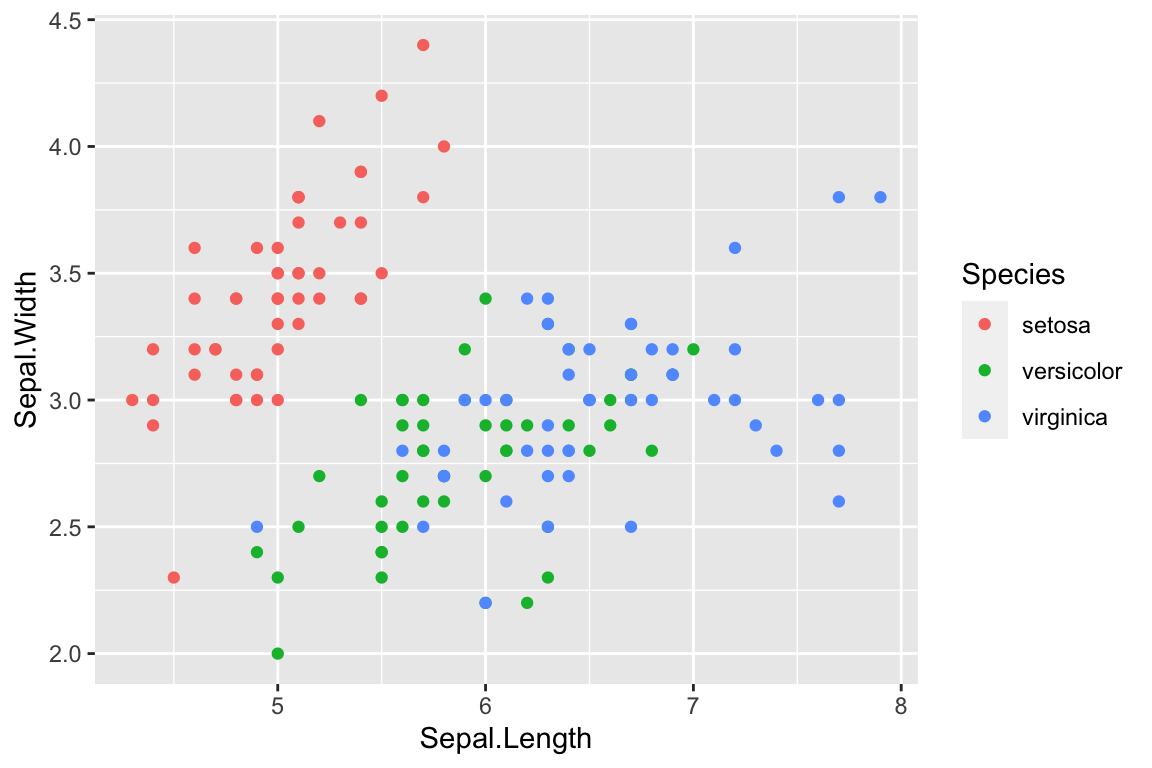 4.5
4.0
3.5
3.0
2.5
2.0
Sepal.Width
5 6 7 8
Sepal.Length
Species
setosa
versicolor
virginica